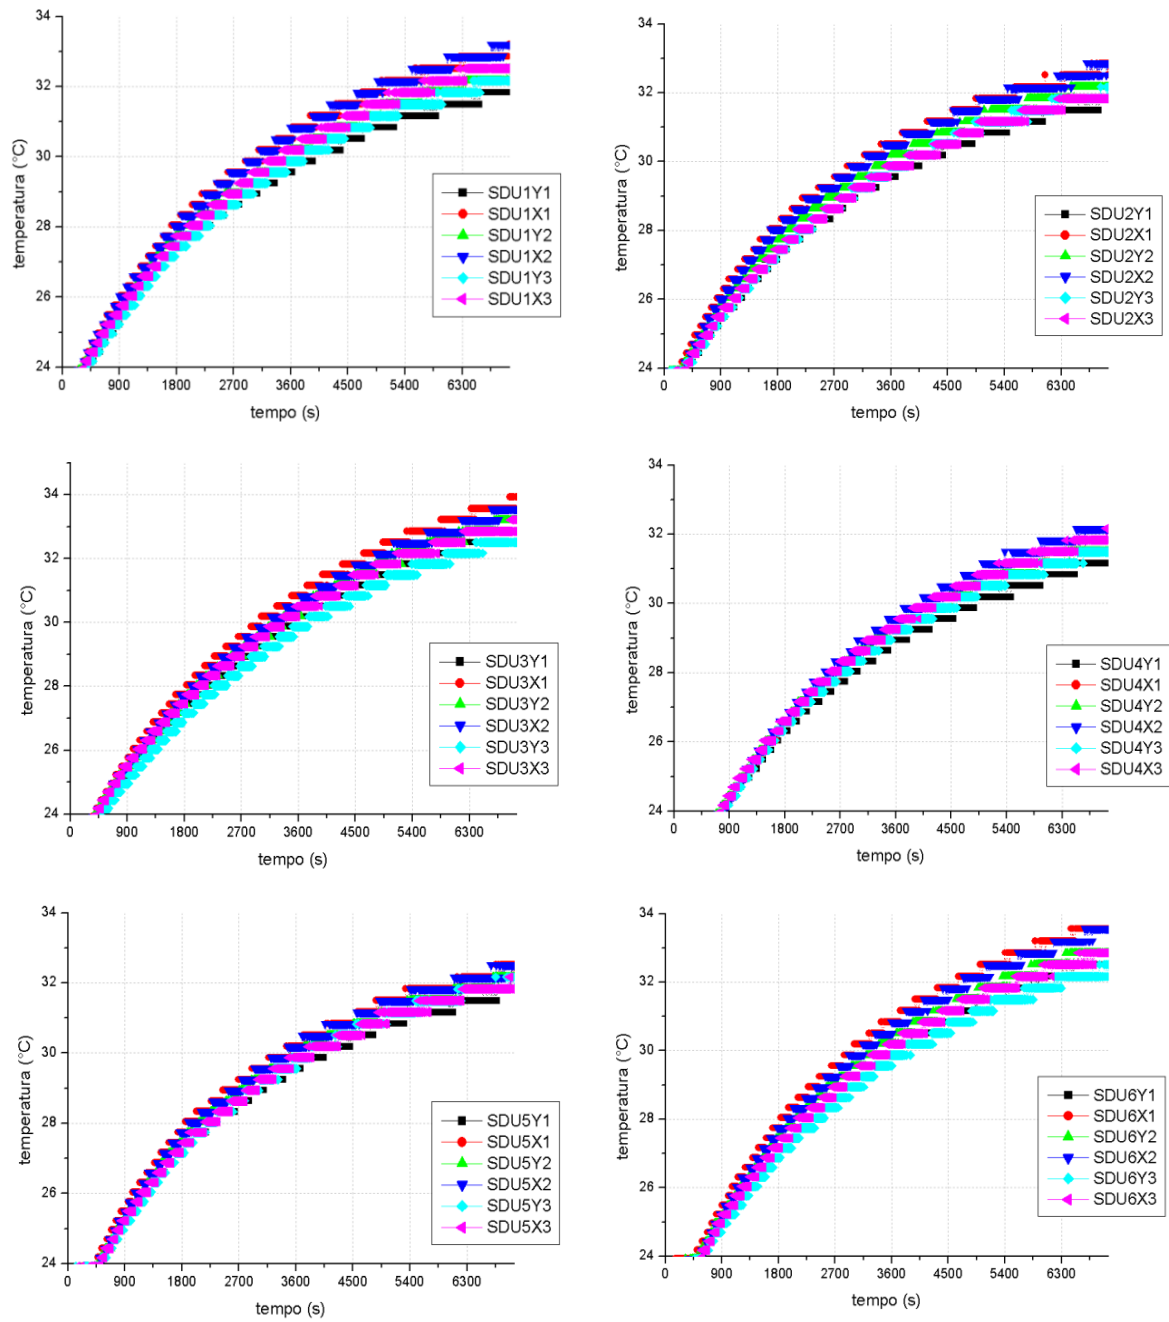 34
32
30
28
26
24
temperatura (°C)
0 900 1800 2700 3600 4500 5400 6300
tempo (s)
SDU1Y1
SDU1X1
SDU1Y2
SDU1X2
SDU1Y3
SDU1X3
34
32
30
28
26
24
temperatura (°C)
0 900 1800 2700 3600 4500 5400 6300
tempo (s)
SDU2Y1
SDU2X1
SDU2Y2
SDU2X2
SDU2Y3
SDU2X3
34
32
30
28
26
24
temperatura (°C)
0 900 1800 2700 3600 4500 5400 6300
tempo (s)
SDU3Y1
SDU3X1
SDU3Y2
SDU3X2
SDU3Y3
SDU3X3
34
32
30
28
26
24
temperatura (°C)
0 900 1800 2700 3600 4500 5400 6300
tempo (s)
SDU4Y1
SDU4X1
SDU4Y2
SDU4X2
SDU4Y3
SDU4X3
34
32
30
28
26
24
temperatura (°C)
0 900 1800 2700 3600 4500 5400 6300
tempo (s)
SDU5Y1
SDU5X1
SDU5Y2
SDU5X2
SDU5Y3
SDU5X3
34
32
30
28
26
24
temperatura (°C)
0 900 1800 2700 3600 4500 5400 6300
tempo (s)
SDU6Y1
SDU6X1
SDU6Y2
SDU6X2
SDU6Y3
SDU6X3